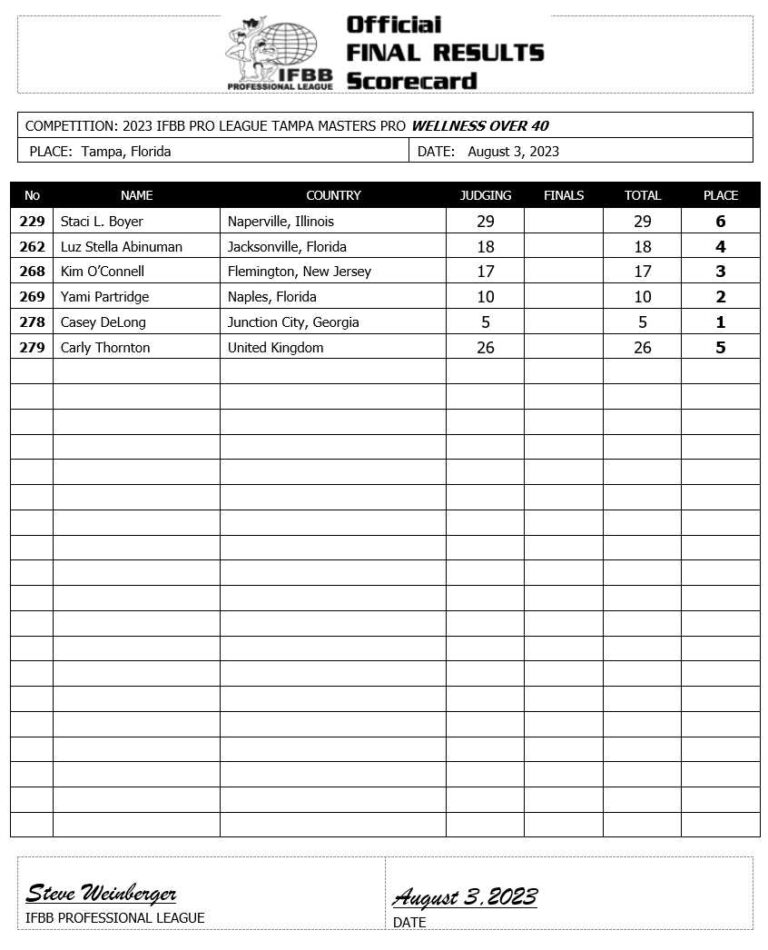 Official
FINAL RESULTS
Scorecard
IFBB
PROFESSIONAL LEAGUE
COMPETITION: 2023 IFBB PRO LEAGUE TAMPA MASTERS PRO WELLNESS OVER 40
PLACE: Tampa, Florida DATE: August 3, 2023
No NAME COUNTRY JUDGING FINALS TOTAL PLACE
229 Staci L. Boyer Naperville, Illinois 29 29 6
262 Luz Stella Abinuman Jacksonville, Florida 18 18 4
268 Kim O’Connell Flemington, New Jersey 17 17 3
269 Yami Partridge Naples, Florida 10 10 2
278 Casey DeLong Junction City, Georgia 5 5 1
279 Carly Thornton United Kingdom 26 26 5
Steve Weinberger August 3, 2023
IFBB PROFESSIONAL LEAGUE DATE